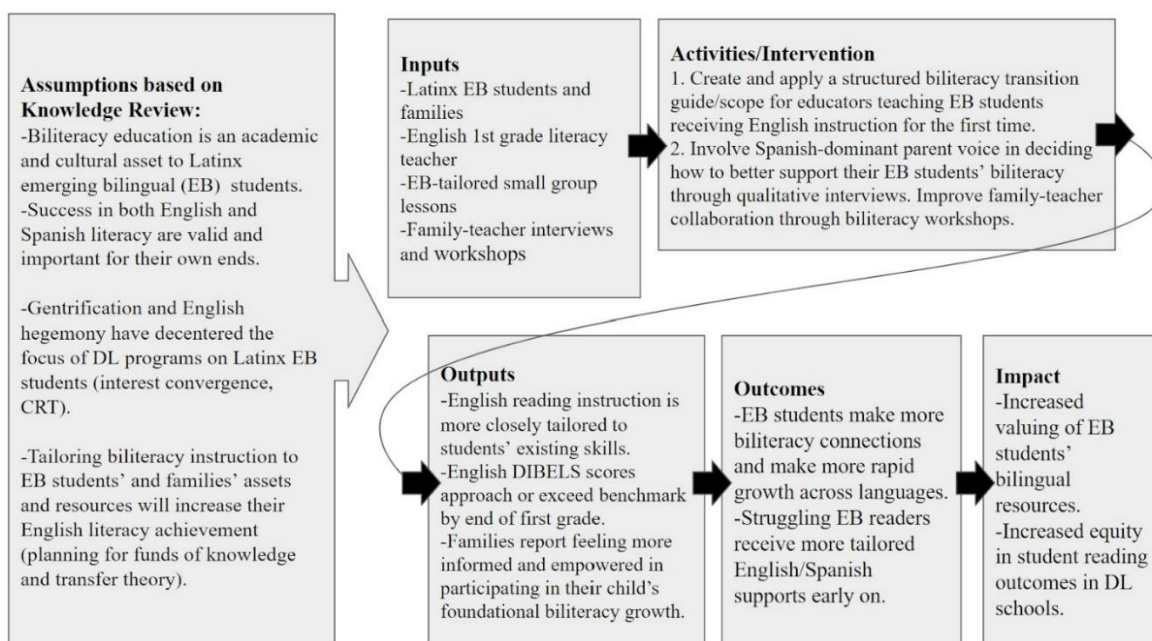 Assumptions based on
Knowledge Review:
-Biliteracy education is an academic
and cultural asset to Latinx
emerging bilingual (EB) students.
-Success in both English and
Spanish literacy are valid and
important for their own ends.
-Gentrification and English
hegemony have decentered the
focus of DL programs on Latinx EB
students (interest convergence,
CRT).
-Tailoring biliteracy instruction to
EB students' and families' assets
and resources will increase their
English literacy achievement
(planning for funds of knowledge
and transfer theory).
Inputs
-Latinx EB students and
families
-English 1st grade literacy
teacher
-EB-tailored small group
lessons
-Family-teacher interviews
and workshops
Activities/Intervention
1. Create and apply a structured biliteracy transition
guide/scope for educators teaching EB students
receiving English instruction for the first time.
2. Involve Spanish-dominant parent voice in deciding
how to better support their EB students' biliteracy
through qualitative interviews. Improve family-teacher
collaboration through biliteracy workshops.
Outputs
-English reading instruction is
more closely tailored to
students' existing skills.
-English DIBELS scores
approach or exceed benchmark
by end of first grade.
-Families report feeling more
informed and empowered in
participating in their child's
foundational biliteracy growth.
Outcomes
-EB students make more
biliteracy connections
and make more rapid
growth across languages.
-Struggling EB readers
receive more tailored
English/Spanish
supports early on.
Impact
-Increased
valuing of EB
students'
bilingual
resources.
-Increased equity
in student reading
outcomes in DL
schools.